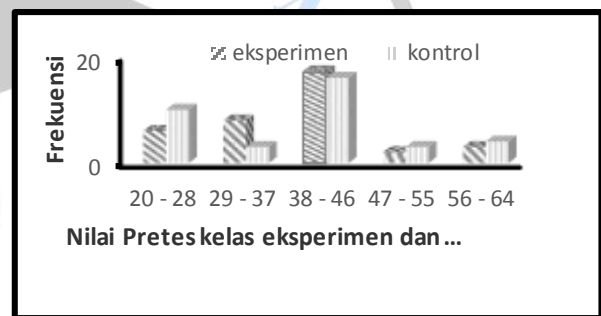 eksperimen kontrol
20
Frekuensi
0
20 - 28 29 - 37 38 - 46 47 - 55 56 - 64
Nilai Pretes kelas eksperimen dan ...